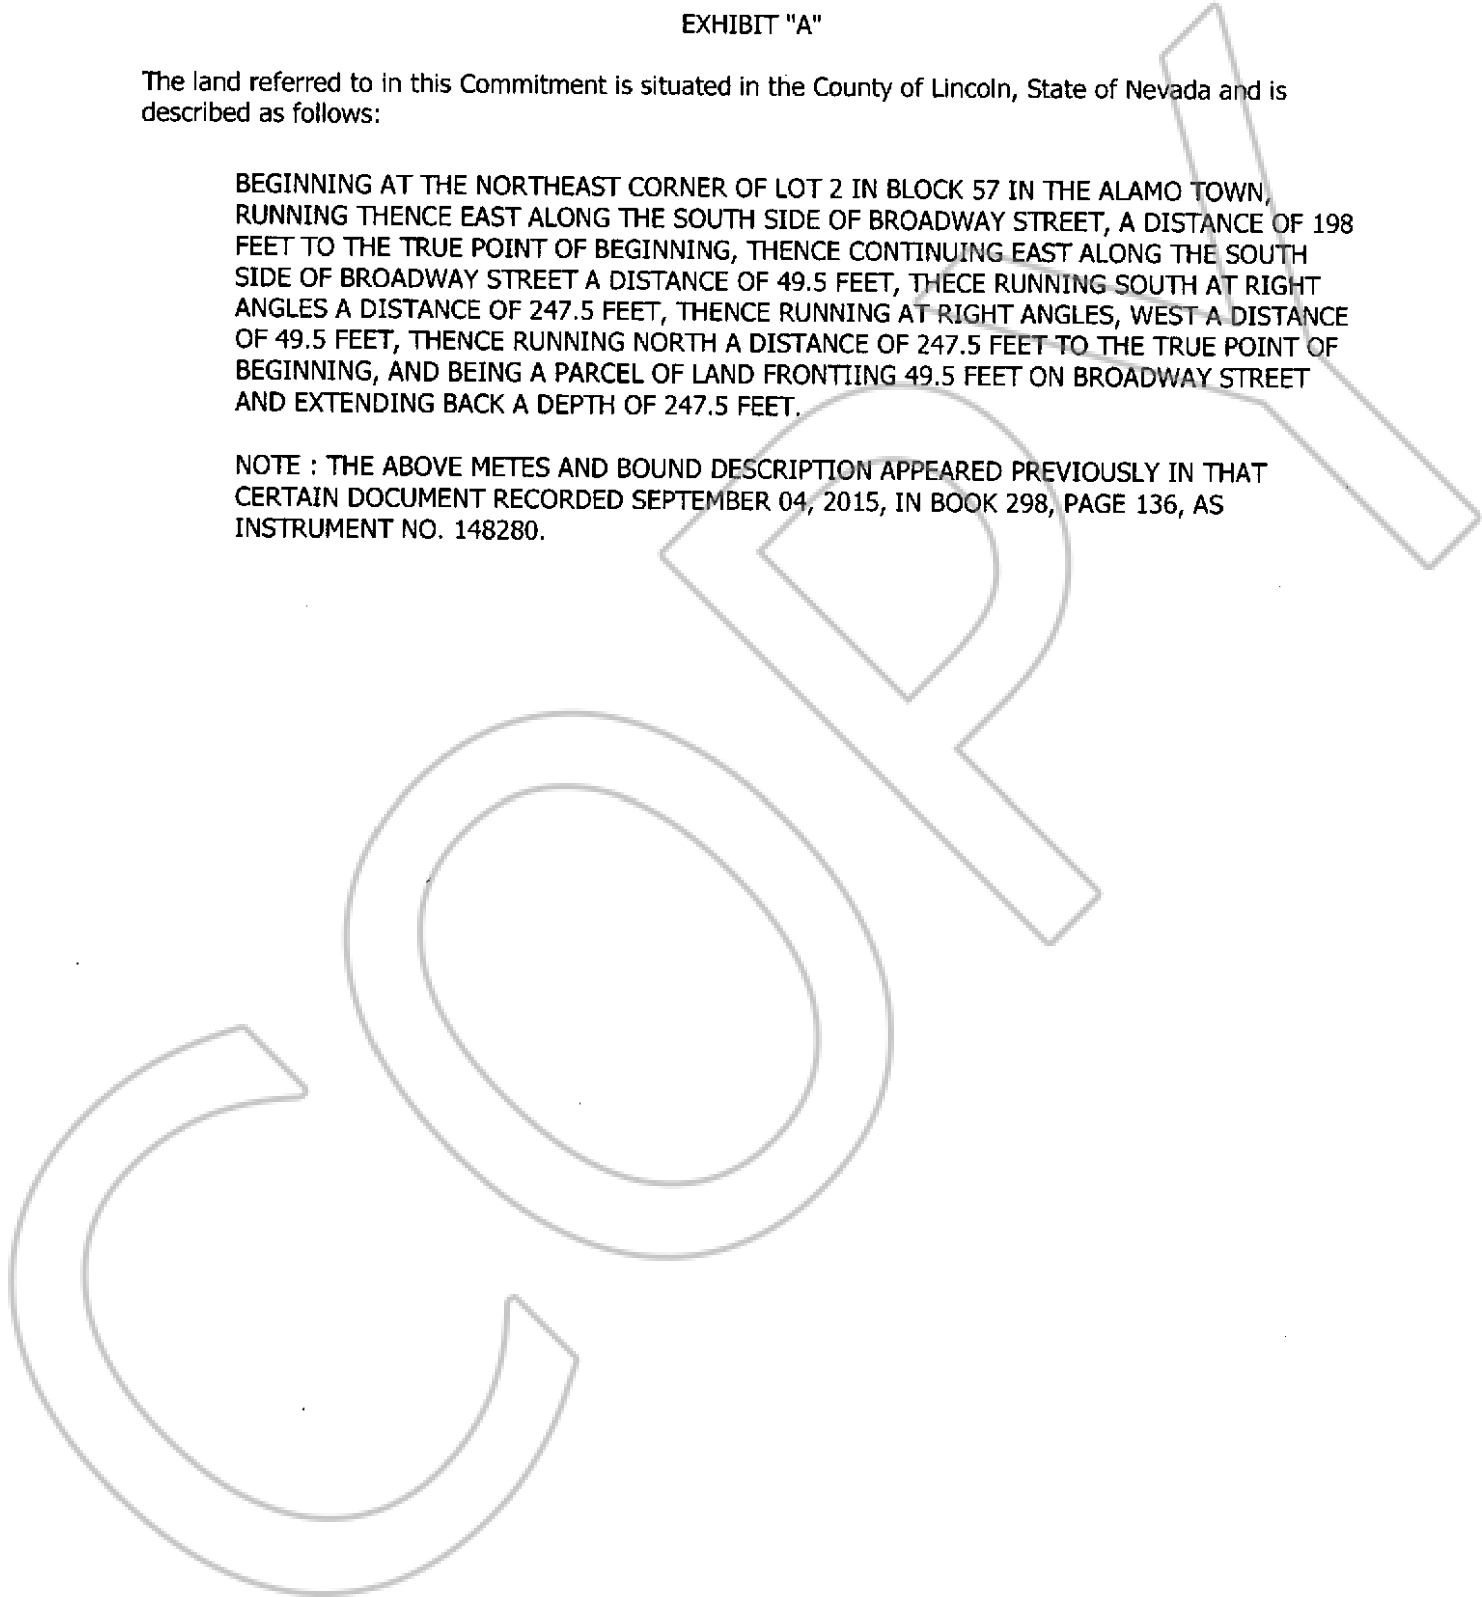 EXHIBIT "A"
The land referred to in this Commitment is situated in the County of Lincoln, State of Nevada and is
described as follows:
BEGINNING AT THE NORTHEAST CORNER OF LOT 2 IN BLOCK 57 IN THE ALAMO TOWN,
RUNNING THENCE EAST ALONG THE SOUTH SIDE OF BROADWAY STREET, A DISTANCE OF 198
FEET TO THE TRUE POINT OF BEGINNING, THENCE CONTINUING EAST ALONG THE SOUTH
SIDE OF BROADWAY STREET A DISTANCE OF 49.5 FEET, THECE RUNNING SOUTH AT RIGHT
ANGLES A DISTANCE OF 247.5 FEET, THENCE RUNNING AT RIGHT ANGLES, WEST A DISTANCE
OF 49.5 FEET, THENCE RUNNING NORTH A DISTANCE OF 247.5 FEET TO THE TRUE POINT OF
BEGINNING, AND BEING A PARCEL OF LAND FRONTIING 49.5 FEET ON BROADWAY STREET
AND EXTENDING BACK A DEPTH OF 247.5 FEET.
NOTE : THE ABOVE METES AND BOUND DESCRIPTION APPEARED PREVIOUSLY IN THAT
CERTAIN DOCUMENT RECORDED SEPTEMBER 04, 2015, IN BOOK 298, PAGE 136, AS
INSTRUMENT NO. 148280.
COPY